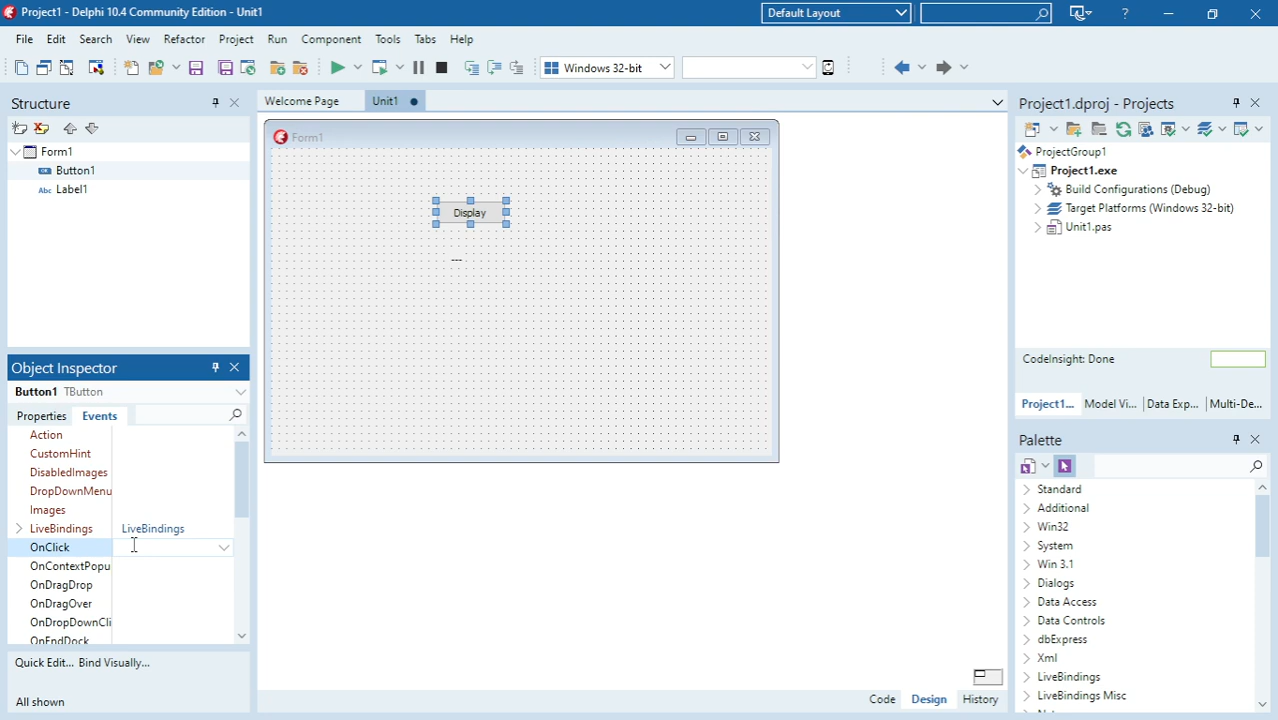 Project1 - Delphi 10.4 Community Edition - Unit1
Default Layout
?
File Edit Search View Refactor Project Run Component Tools Tabs Help
Windows 32-bit
Structure
Form1
Button1
Abc Label1
Object Inspector
Button1 TButton
Properties Events
Action
CustomHint
DisabledImages
DropDownMenu
Images
LiveBindings LiveBindings
OnClick
OnContextPopu
OnDragDrop
OnDragOver
OnDropDownCli
OnEndDock
Quick Edit... Bind Visually...
All shown
Welcome Page Unit1
Form1
Display
---
Code Design History
Project1.dproj - Projects
ProjectGroup1
Project1.exe
Build Configurations (Debug)
Target Platforms (Windows 32-bit)
Unit1.pas
CodeInsight: Done
Project1... Model Vi... Data Exp... Multi-De...
Palette
Standard
Additional
Win32
System
Win 3.1
Dialogs
Data Access
Data Controls
dbExpress
Xml
LiveBindings
LiveBindings Misc